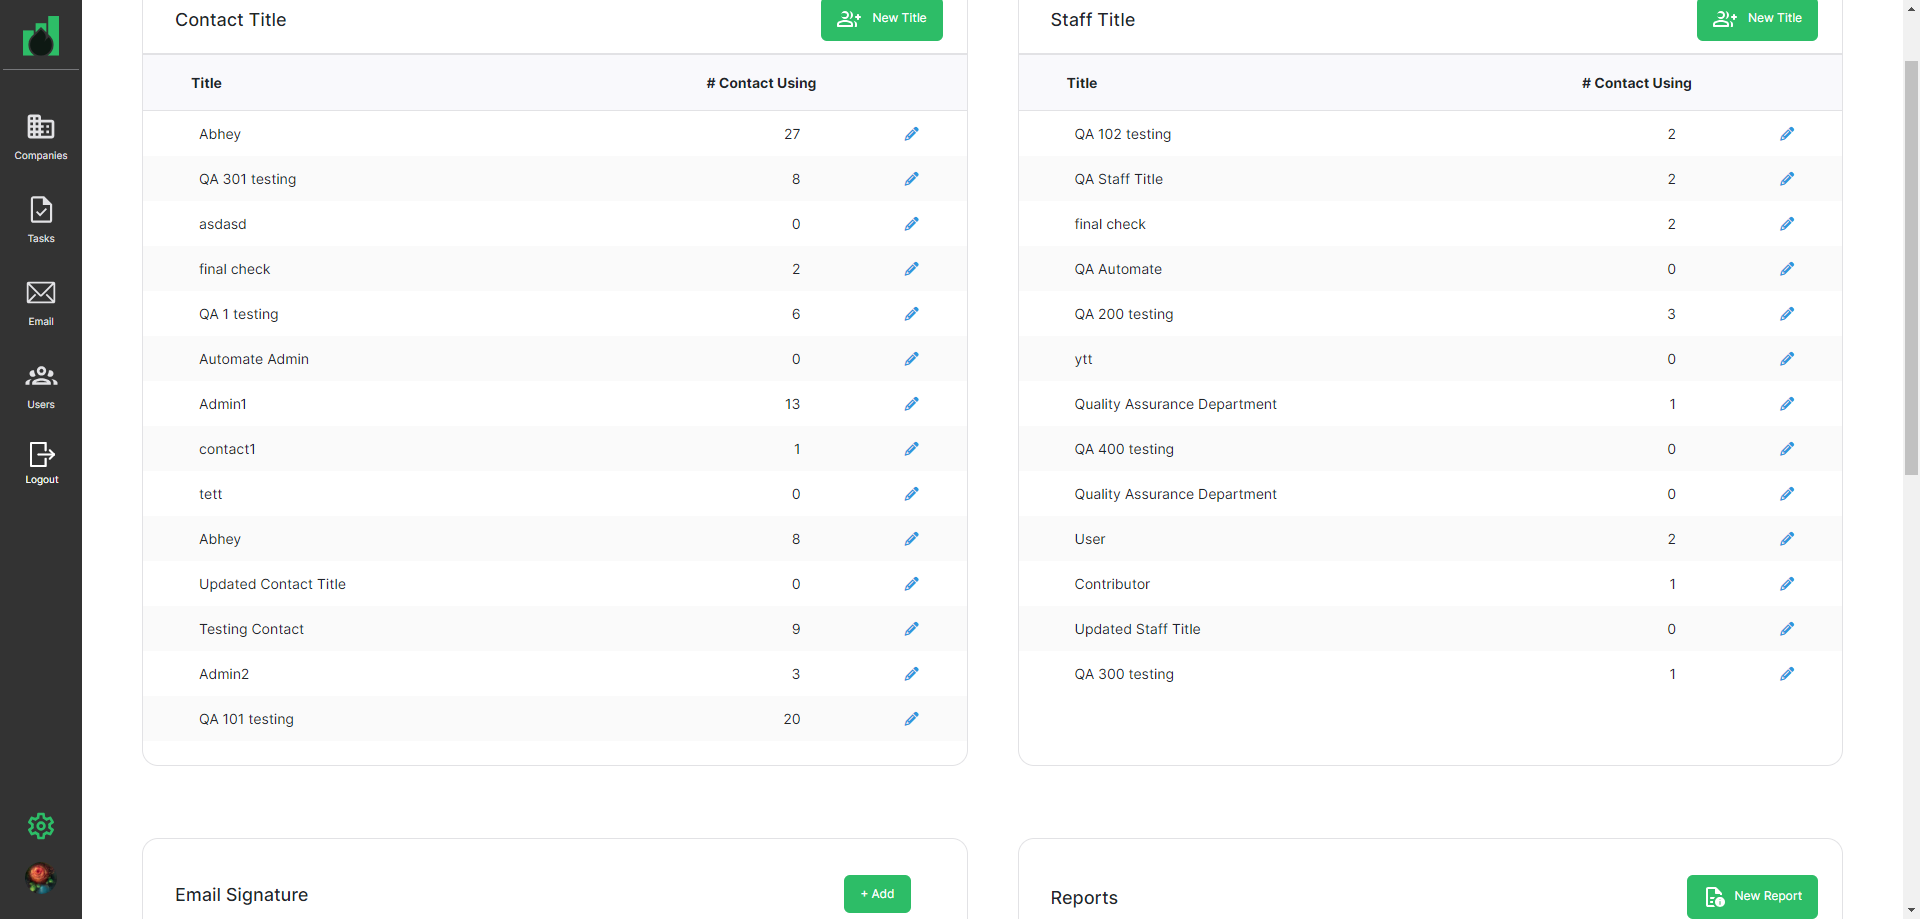 Companies
Tasks
Email
Users
Logout
Contact Title
New Title
Title # Contact Using
Abhey 27
QA 301 testing 8
asdasd 0
final check 2
QA 1 testing 6
Automate Admin 0
Admin1 13
contact1 1
tett 0
Abhey 8
Updated Contact Title 0
Testing Contact 9
Admin2 3
QA 101 testing 20
Staff Title
New Title
Title # Contact Using
QA 102 testing 2
QA Staff Title 2
final check 2
QA Automate 0
QA 200 testing 3
ytt 0
Quality Assurance Department 1
QA 400 testing 0
Quality Assurance Department 0
User 2
Contributor 1
Updated Staff Title 0
QA 300 testing 1
Email Signature
+ Add
Reports
New Report